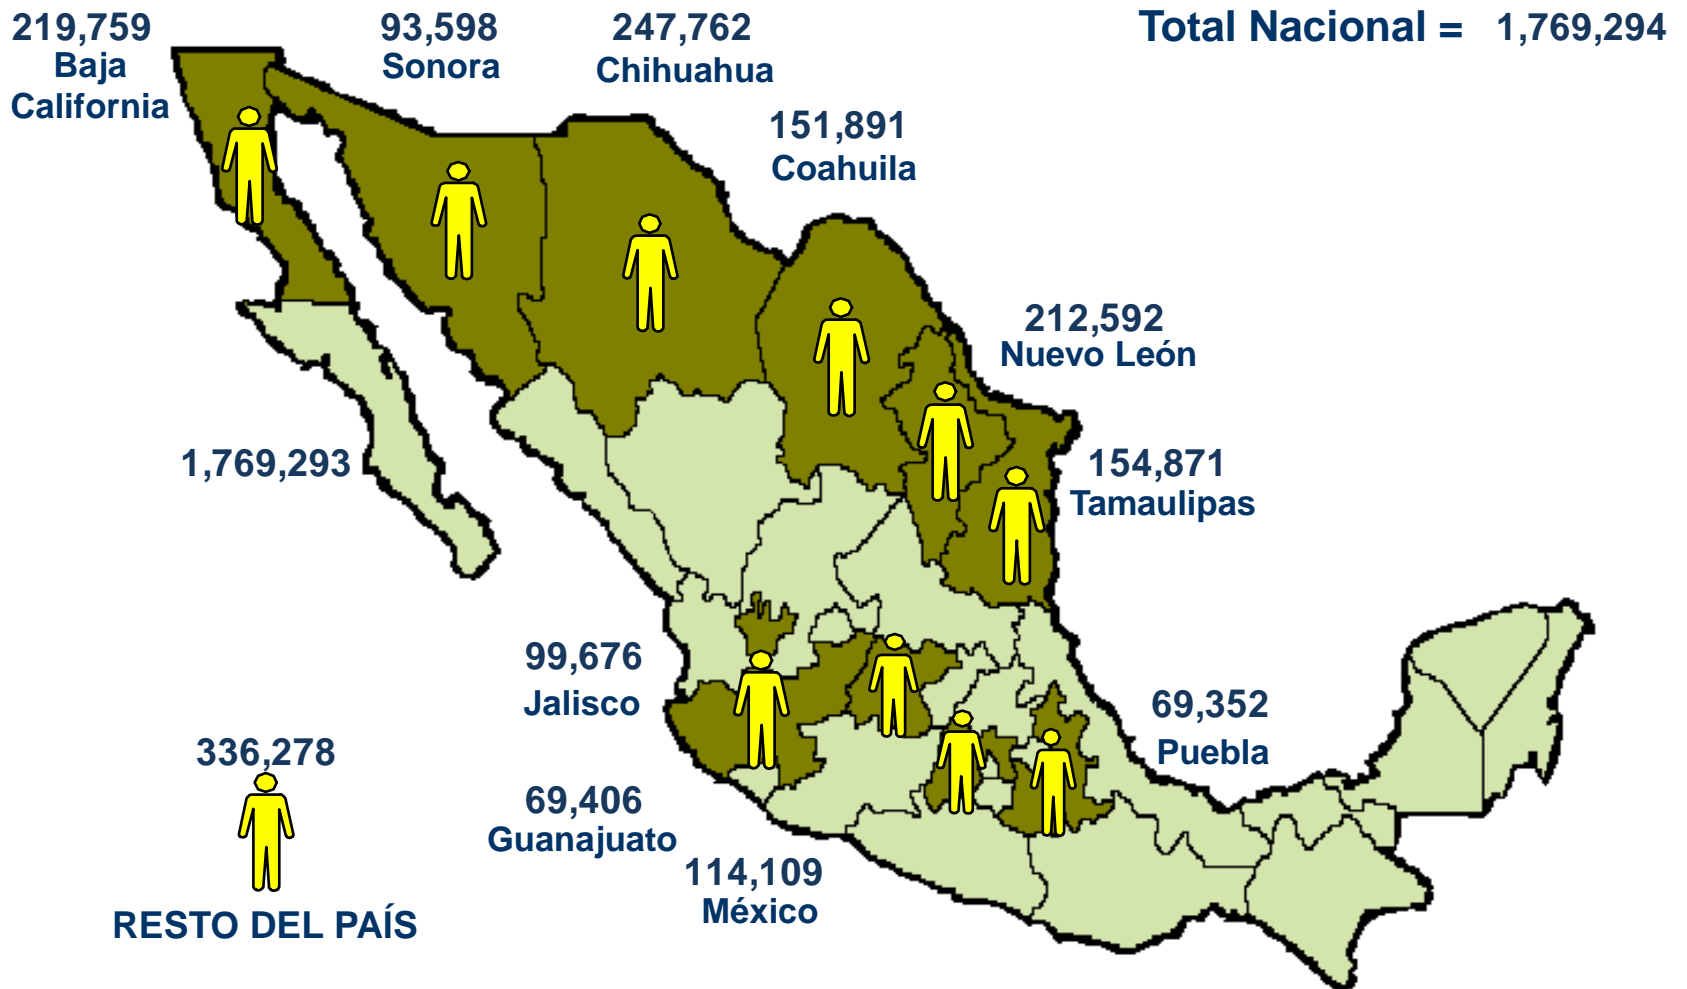 219,759
Baja
California
93,598
Sonora
247,762
Chihuahua
Total Nacional = 1,769,294
151,891
Coahuila
212,592
Nuevo León
1,769,293
154,871
Tamaulipas
99,676
Jalisco
69,352
Puebla
336,278
RESTO DEL PAÍS
69,406
Guanajuato
114,109
México